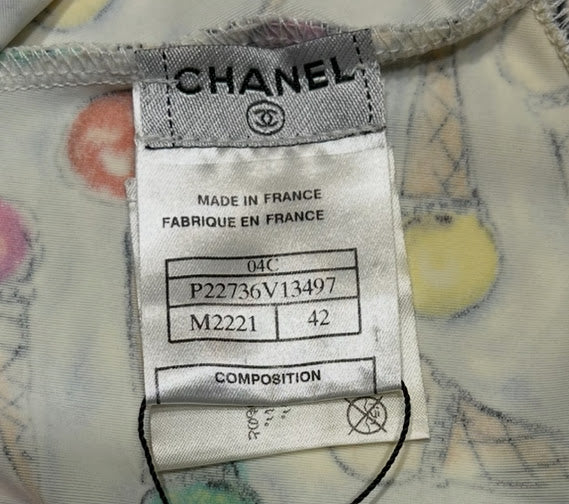 CHANEL
MADE IN FRANCE
FABRIQUE EN FRANCE
04C
P22736V13497
M2221 42
COMPOSITION